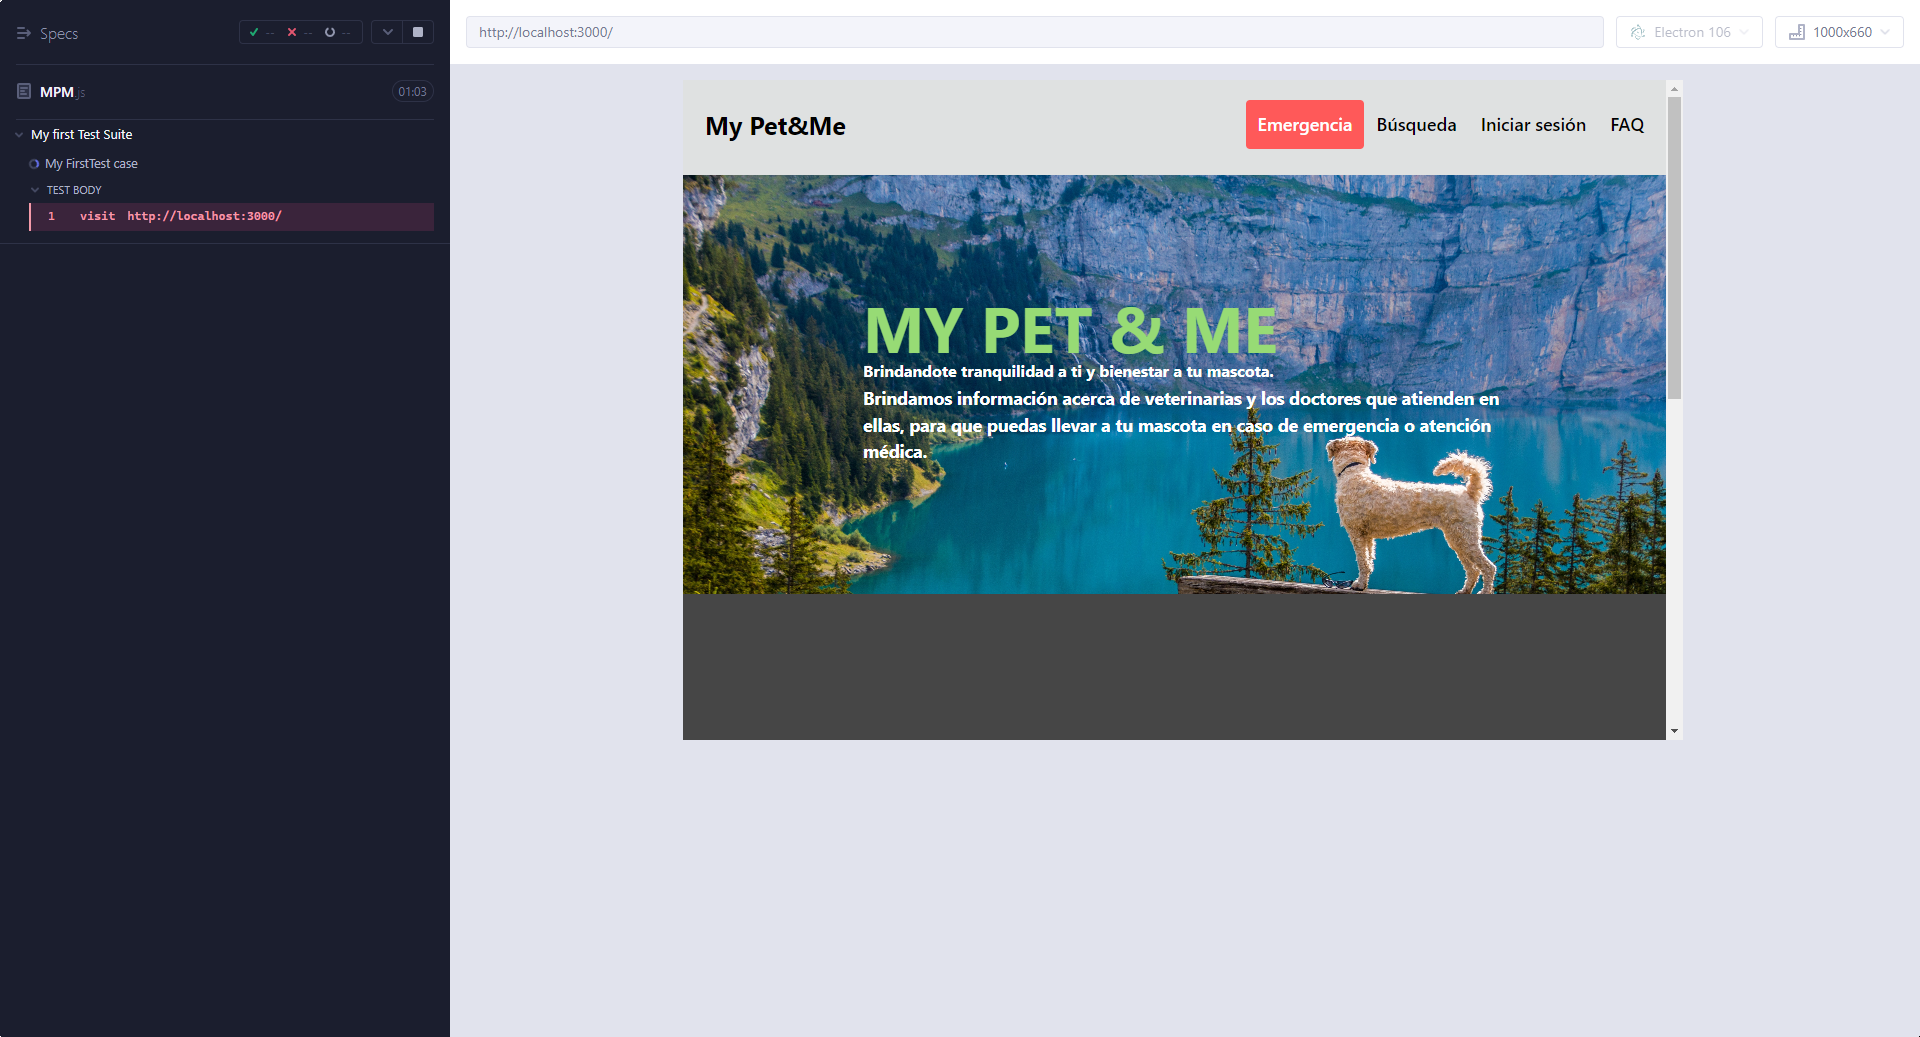 Specs
-- -- --
MPM.js
01:03
My first Test Suite
My FirstTest case
TEST BODY
1 visit http://localhost:3000/
http://localhost:3000/
Electron 106
1000x660
My Pet&Me
Emergencia Búsqueda Iniciar sesión FAQ
MY PET & ME
Brindandote tranquilidad a ti y bienestar a tu mascota.
Brindamos información acerca de veterinarias y los doctores que atienden en
ellas, para que puedas llevar a tu mascota en caso de emergencia o atención
médica.